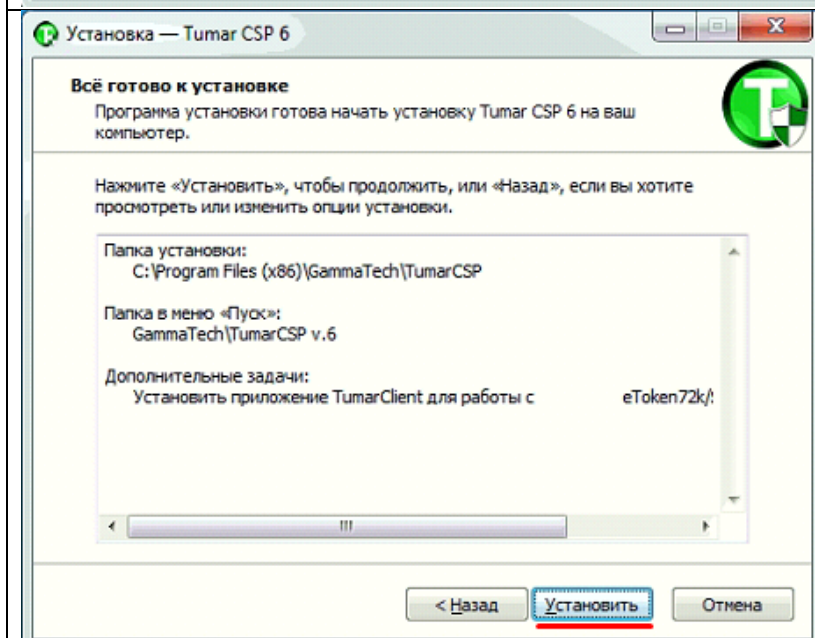 Установка — Tumar CSP 6
Всё готово к установке
Программа установки готова начать установку Tumar CSP 6 на ваш
компьютер.
Нажмите «Установить», чтобы продолжить, или «Назад», если вы хотите
просмотреть или изменить опции установки.
Папка установки:
C:\Program Files (x86)\GammaTech\TumarCSP
Папка в меню «Пуск»:
GammaTech\TumarCSP v.6
Дополнительные задачи:
Установить приложение TumarClient для работы с eToken72k/
< Назад Установить Отмена